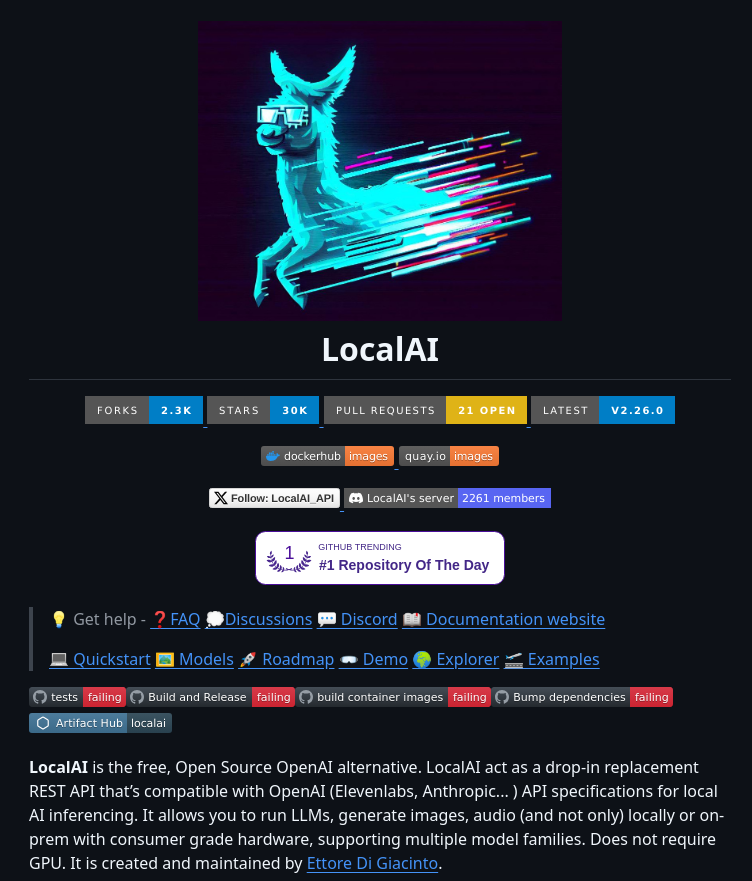 LocalAI
FORKS 2.3K STARS 30K PULL REQUESTS 21 OPEN LATEST V2.26.0
dockerhub images quay.io images
Follow: LocalAI_API LocalAI's server 2261 members
1 GITHUB TRENDING
#1 Repository Of The Day
💡 Get help - ❓FAQ 💭Discussions 💬 Discord 📖 Documentation website
💻 Quickstart 🖼️ Models 🚀 Roadmap 🥽 Demo 🌍 Explorer 🛫 Examples
tests failing Build and Release failing build container images failing Bump dependencies failing
Artifact Hub localai
LocalAI is the free, Open Source OpenAI alternative. LocalAI act as a drop-in replacement
REST API that’s compatible with OpenAI (Elevenlabs, Anthropic... ) API specifications for local
AI inferencing. It allows you to run LLMs, generate images, audio (and not only) locally or on-
prem with consumer grade hardware, supporting multiple model families. Does not require
GPU. It is created and maintained by Ettore Di Giacinto.